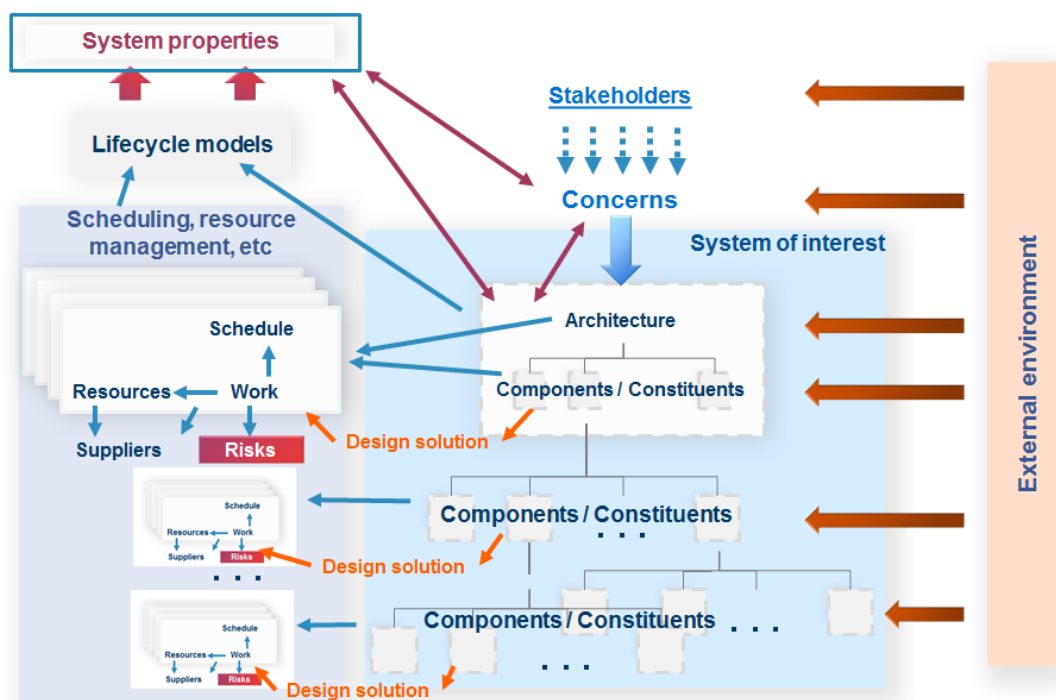 System properties
Stakeholders
Lifecycle models
Concerns
Scheduling, resource
management, etc
System of interest
External environment
Schedule
Architecture
Resources
Work
Components / Constituents
Suppliers
Risks
Design solution
Components / Constituents
. . .
Schedule
Resources
Work
Suppliers
Risks
Design solution
. . .
Components / Constituents
. . .
Schedule
Resources
Work
Suppliers
Risks
. . .
Design solution